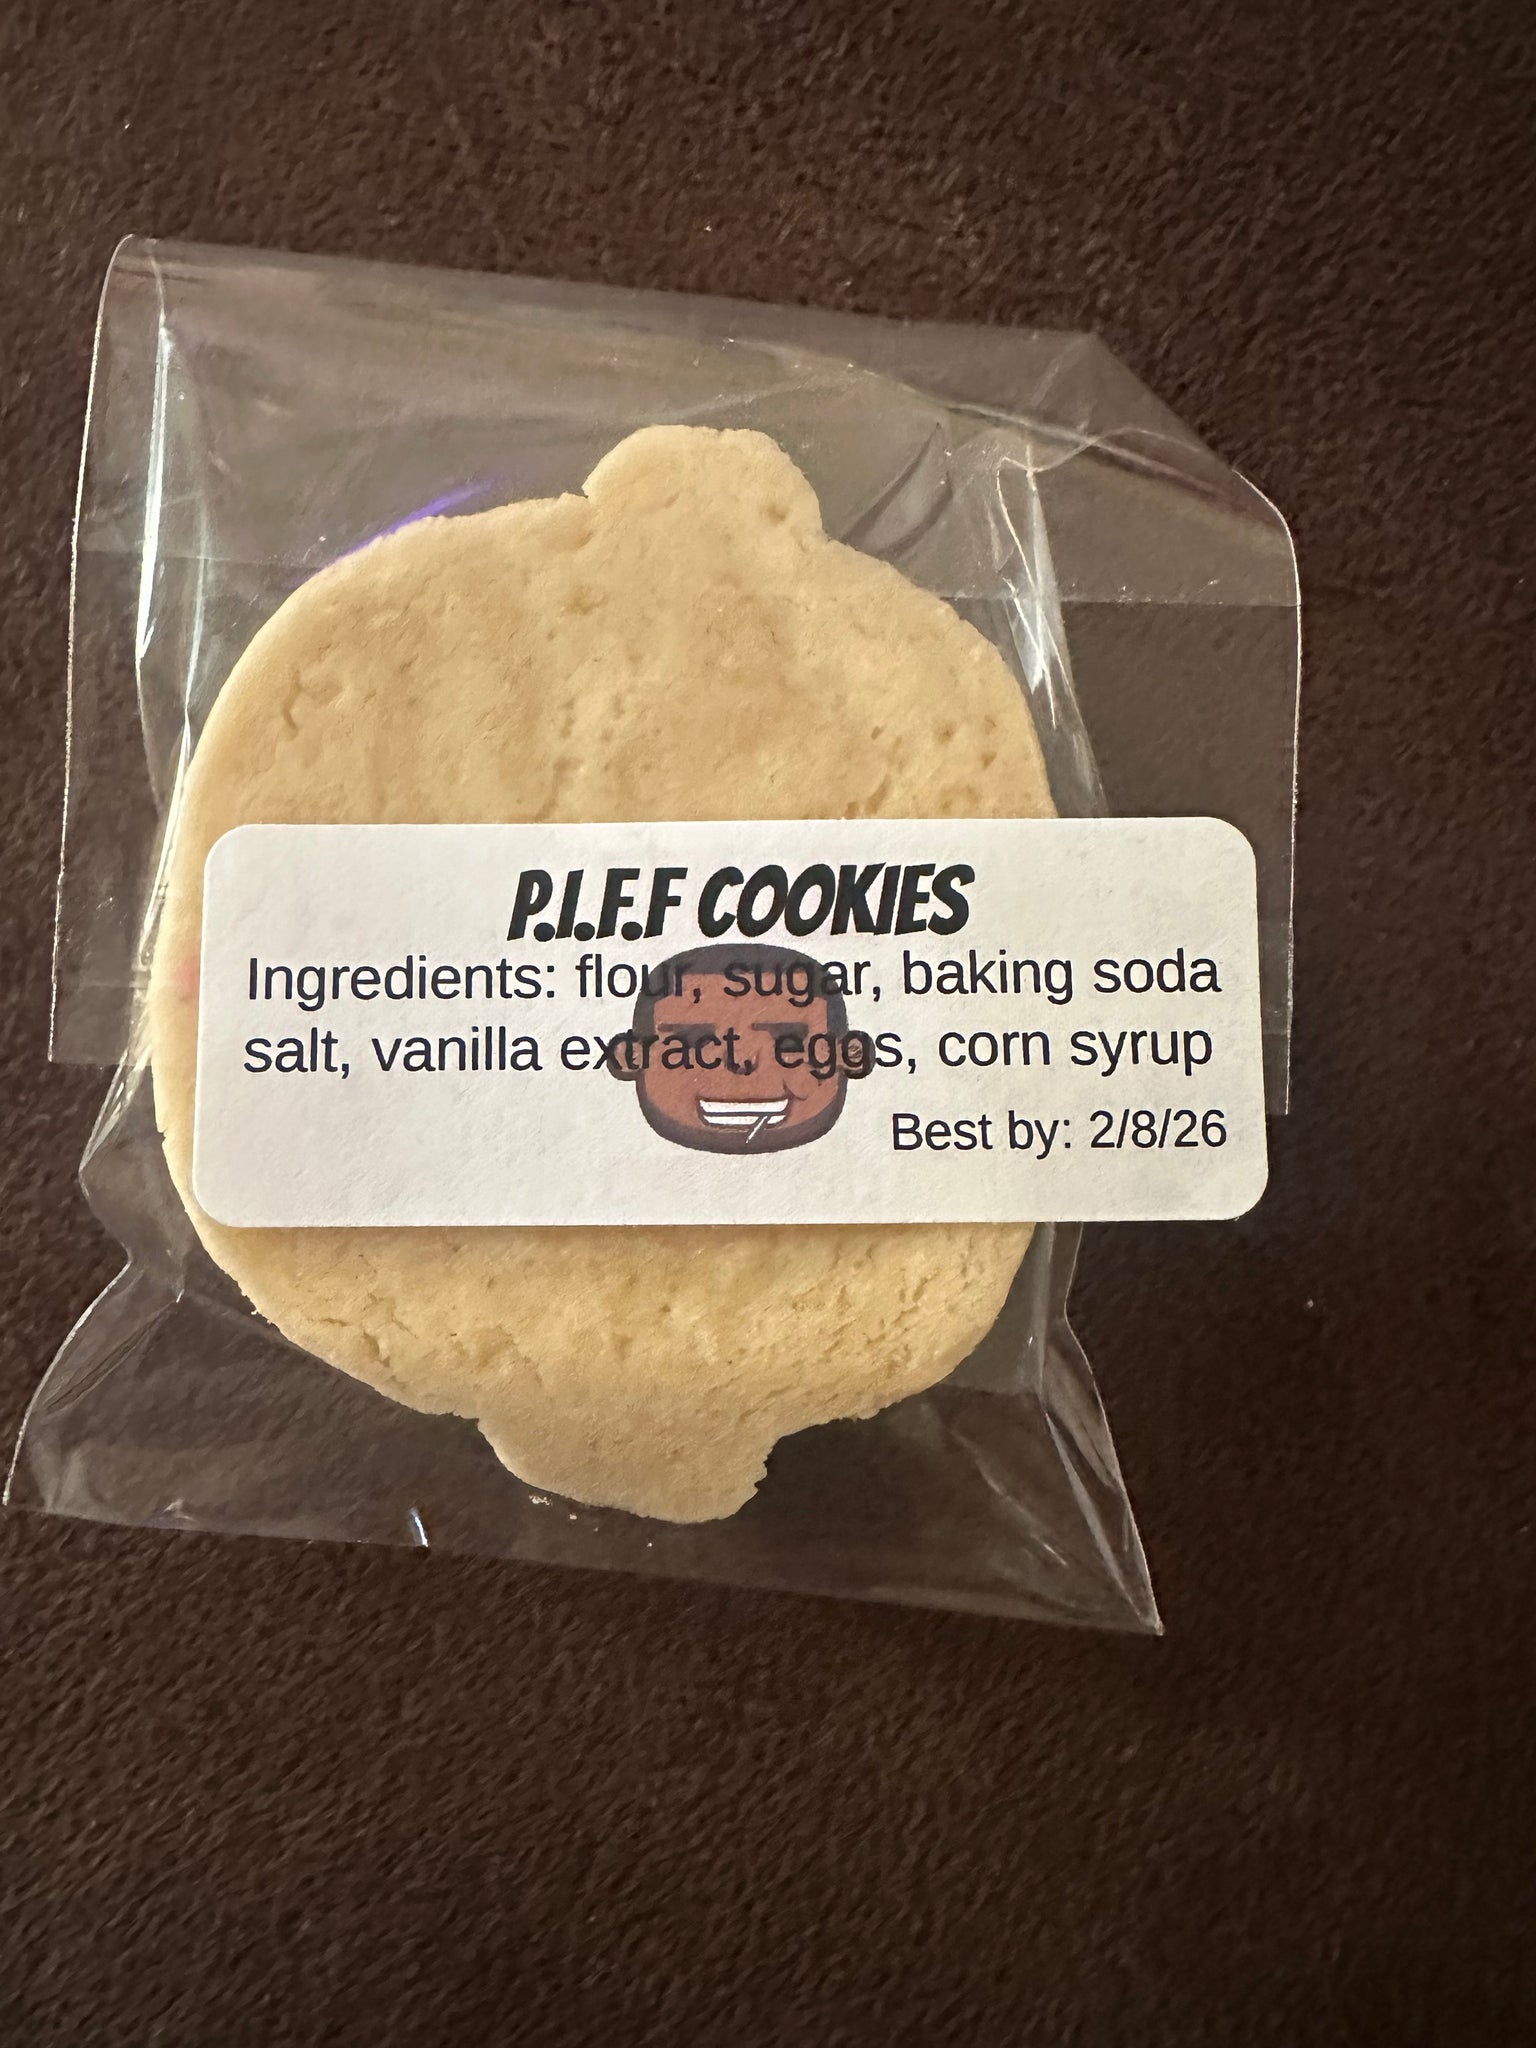 P.I.F.F COOKIES
Ingredients: flour, sugar, baking soda
salt, vanilla extract, eggs, corn syrup
Best by: 2/8/26